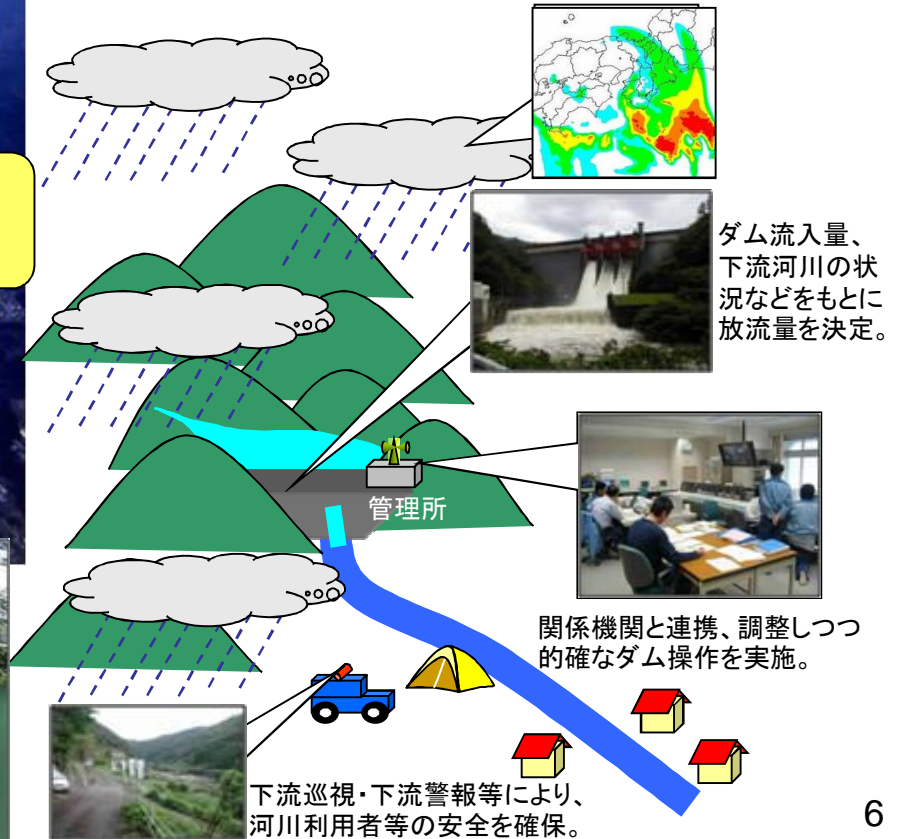 ダム流入量、
下流河川の状
況などをもとに
放流量を決定。
管理所
関係機関と連携、調整しつつ
的確なダム操作を実施。
下流巡視・下流警報等により、
河川利用者等の安全を確保。
6